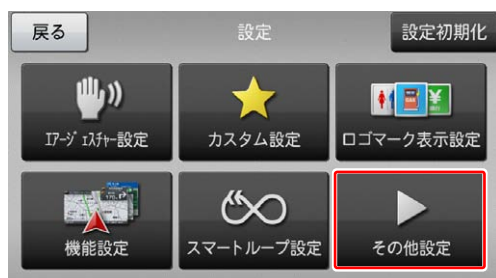 戻る
設定
設定初期化
エアージェスチャー設定
カスタム設定
ロゴマーク表示設定
機能設定
スマートループ設定
その他設定